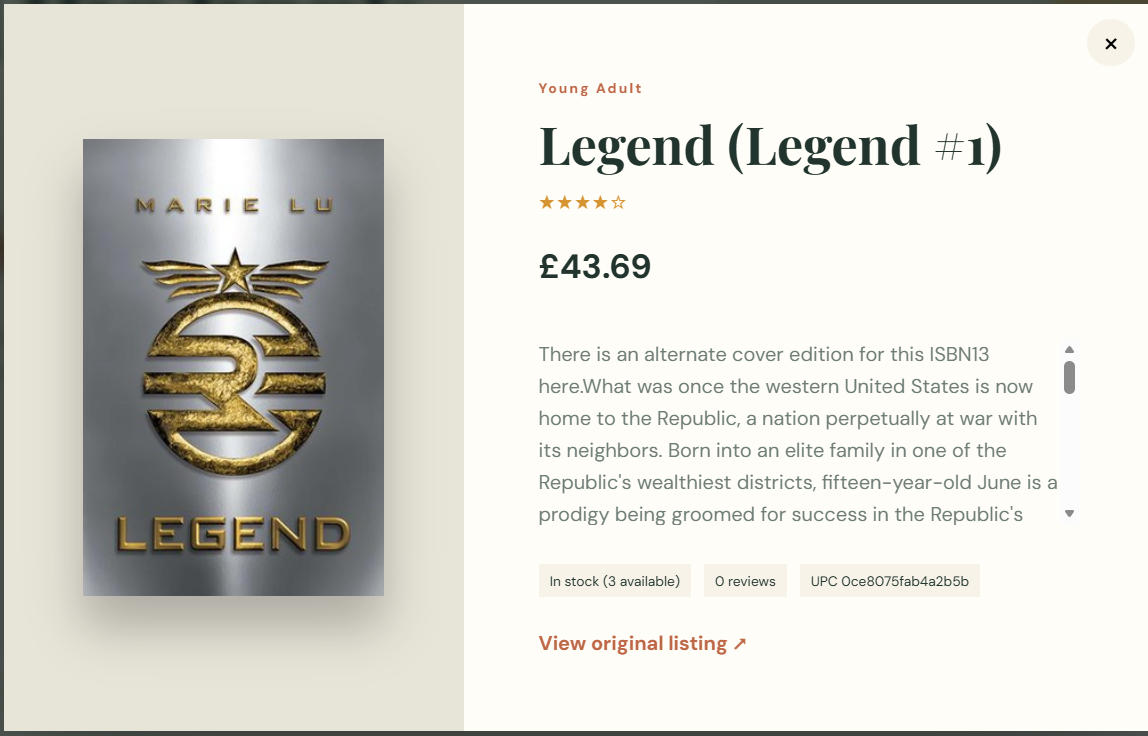 MARIE LU
LEGEND
×
Young Adult
Legend (Legend #1)
★★★★☆
£43.69
There is an alternate cover edition for this ISBN13
here.What was once the western United States is now
home to the Republic, a nation perpetually at war with
its neighbors. Born into an elite family in one of the
Republic's wealthiest districts, fifteen-year-old June is a
prodigy being groomed for success in the Republic's
In stock (3 available)
0 reviews
UPC 0ce8075fab4a2b5b
View original listing ↗